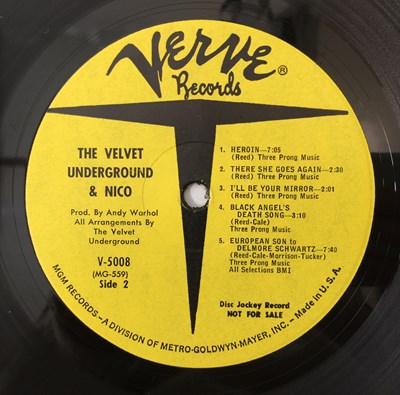 VERVE ®
Records
THE VELVET
UNDERGROUND
& NICO
Prod. By Andy Warhol
All Arrangements By
The Velvet
Underground
V-5008
(MG-559)
Side 2
1. HEROIN—7:05
(Reed) Three Prong Music
2. THERE SHE GOES AGAIN—2:30
(Reed) Three Prong Music
3. I'LL BE YOUR MIRROR—2:01
(Reed) Three Prong Music
4. BLACK ANGEL'S
DEATH SONG—3:10
(Reed-Cale)
Three Prong Music
5. EUROPEAN SON to
DELMORE SCHWARTZ—7:40
(Reed-Cale-Morrison-Tucker)
Three Prong Music
All Selections BMI
Disc Jockey Record
NOT FOR SALE
MGM RECORDS—A DIVISION OF METRO-GOLDWYN-MAYER, INC.—Made in U.S.A.